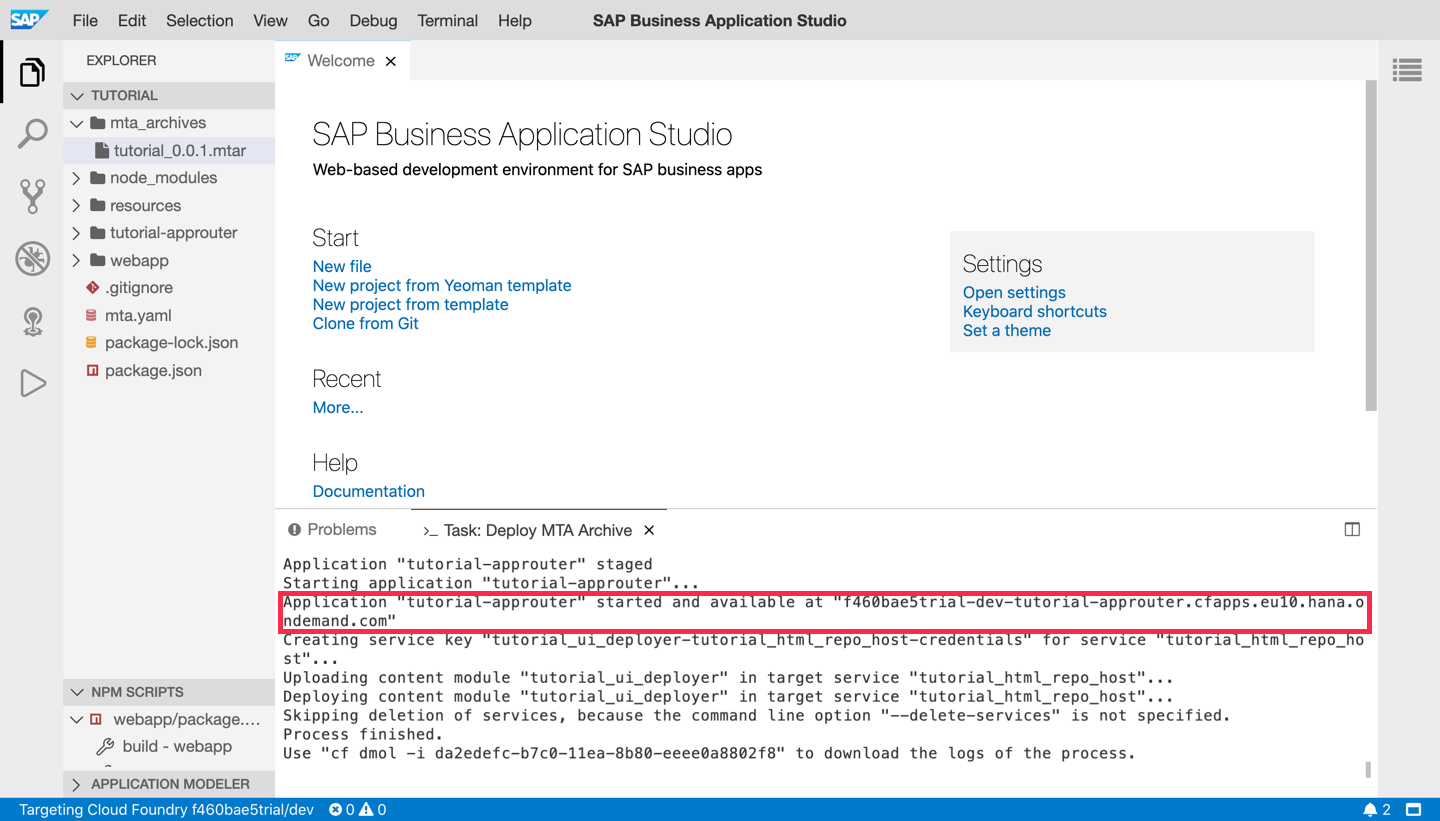 SAP File Edit Selection View Go Debug Terminal Help SAP Business Application Studio
EXPLORER
TUTORIAL
mta_archives
tutorial_0.0.1.mtar
node_modules
resources
tutorial-approuter
webapp
.gitignore
mta.yaml
package-lock.json
package.json
NPM SCRIPTS
webapp/package....
build - webapp
APPLICATION MODELER
SAP Welcome
SAP Business Application Studio
Web-based development environment for SAP business apps
Start
New file
New project from Yeoman template
New project from template
Clone from Git
Recent
More...
Help
Documentation
Settings
Open settings
Keyboard shortcuts
Set a theme
Problems >_ Task: Deploy MTA Archive
Application "tutorial-approuter" staged
Starting application "tutorial-approuter"...
Application "tutorial-approuter" started and available at "f460bae5trial-dev-tutorial-approuter.cfapps.eu10.hana.o
ndemand.com"
Creating service key "tutorial_ui_deployer-tutorial_html_repo_host-credentials" for service "tutorial_html_repo_ho
st"...
Uploading content module "tutorial_ui_deployer" in target service "tutorial_html_repo_host"...
Deploying content module "tutorial_ui_deployer" in target service "tutorial_html_repo_host"...
Skipping deletion of services, because the command line option "--delete-services" is not specified.
Process finished.
Use "cf dmol -i da2edefc-b7c0-11ea-8b80-eeee0a8802f8" to download the logs of the process.
Targeting Cloud Foundry f460bae5trial/dev 0 0 2